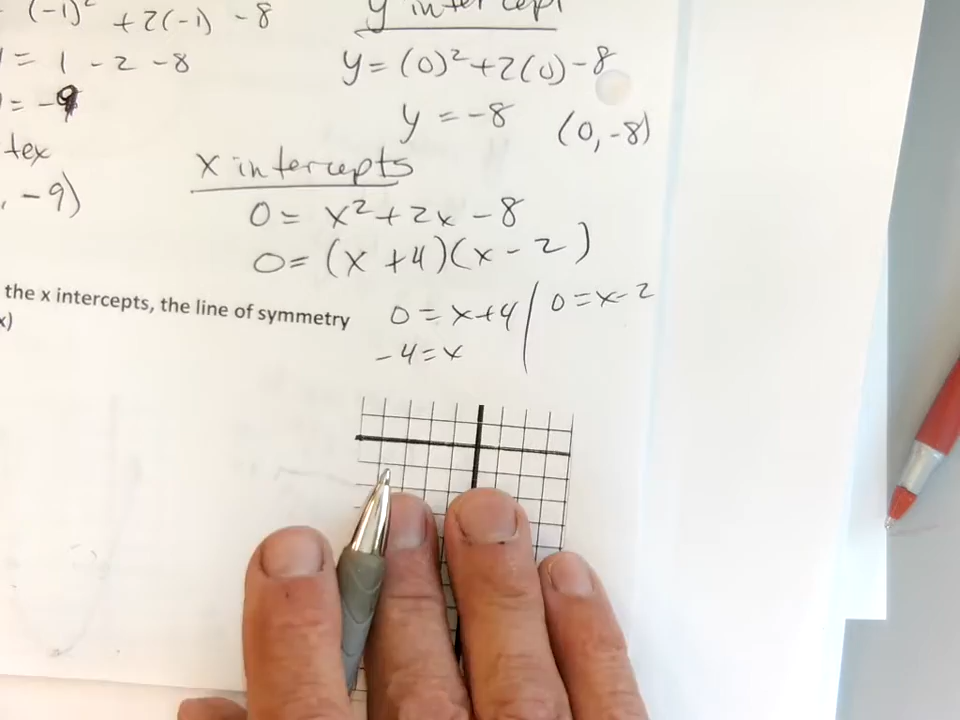 (-1)² + 2(-1) - 8
= 1 - 2 - 8
= -9
tex
, -9)
y intercept
y = (0)² + 2(0) - 8
y = -8 (0, -8)
x intercepts
0 = x² + 2x - 8
0 = (x + 4)(x - 2)
0 = x + 4 | 0 = x - 2
-4 = x
the x intercepts, the line of symmetry
x)